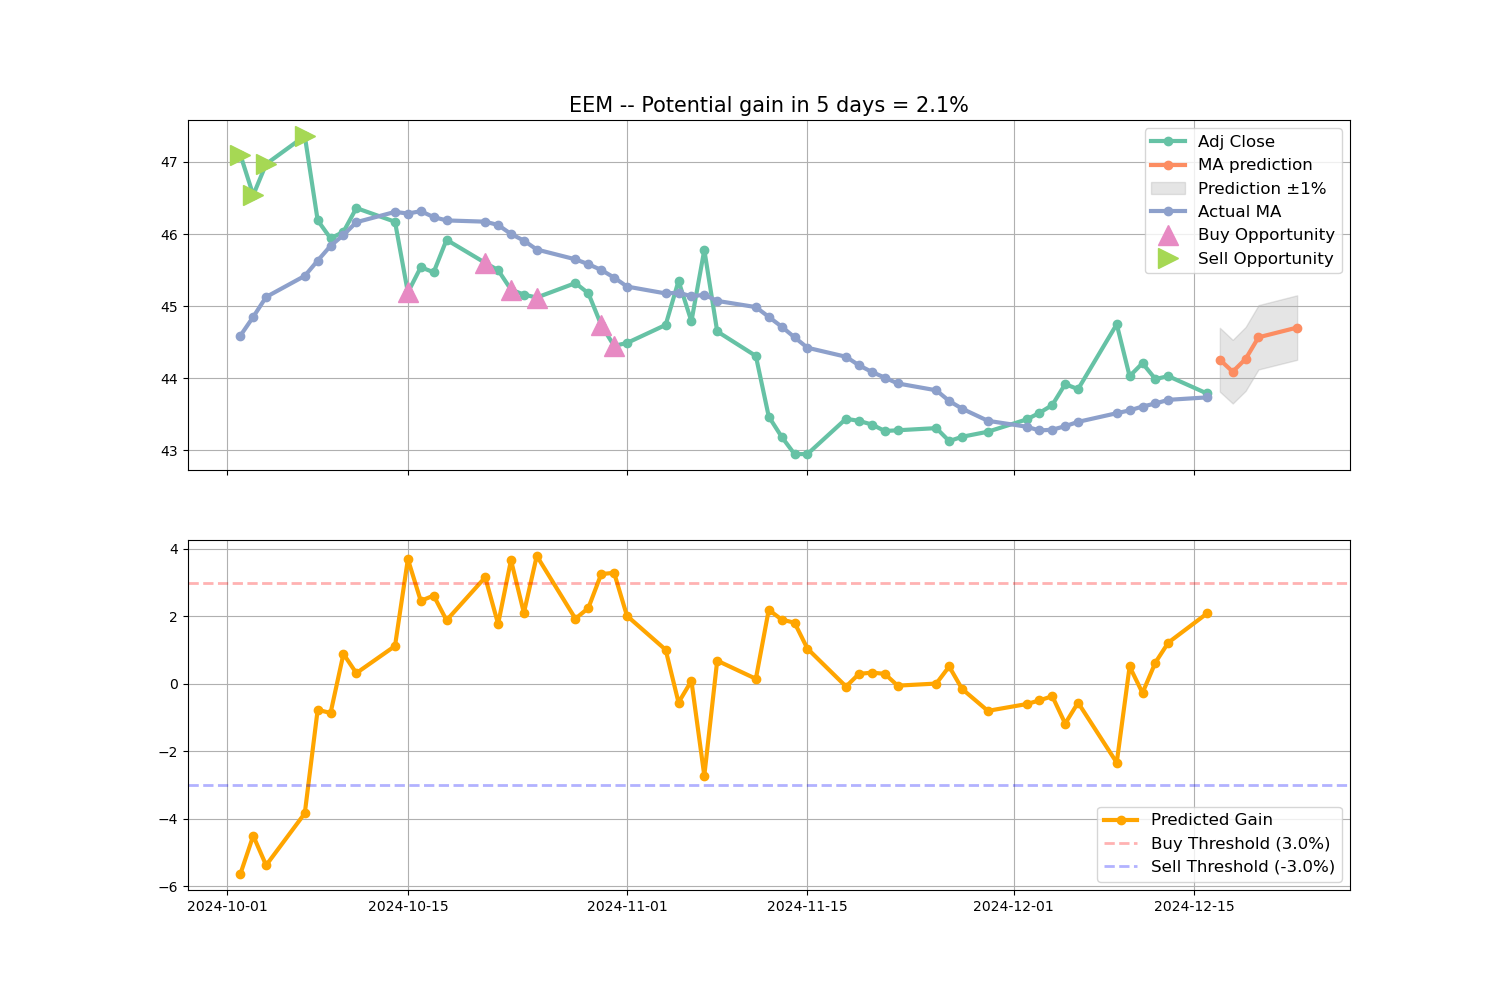 EEM -- Potential gain in 5 days = 2.1%
47
46
45
44
43
Adj Close
MA prediction
Prediction ±1%
Actual MA
Buy Opportunity
Sell Opportunity
4
2
0
−2
−4
−6
Predicted Gain
Buy Threshold (3.0%)
Sell Threshold (-3.0%)
2024-10-01 2024-10-15 2024-11-01 2024-11-15 2024-12-01 2024-12-15